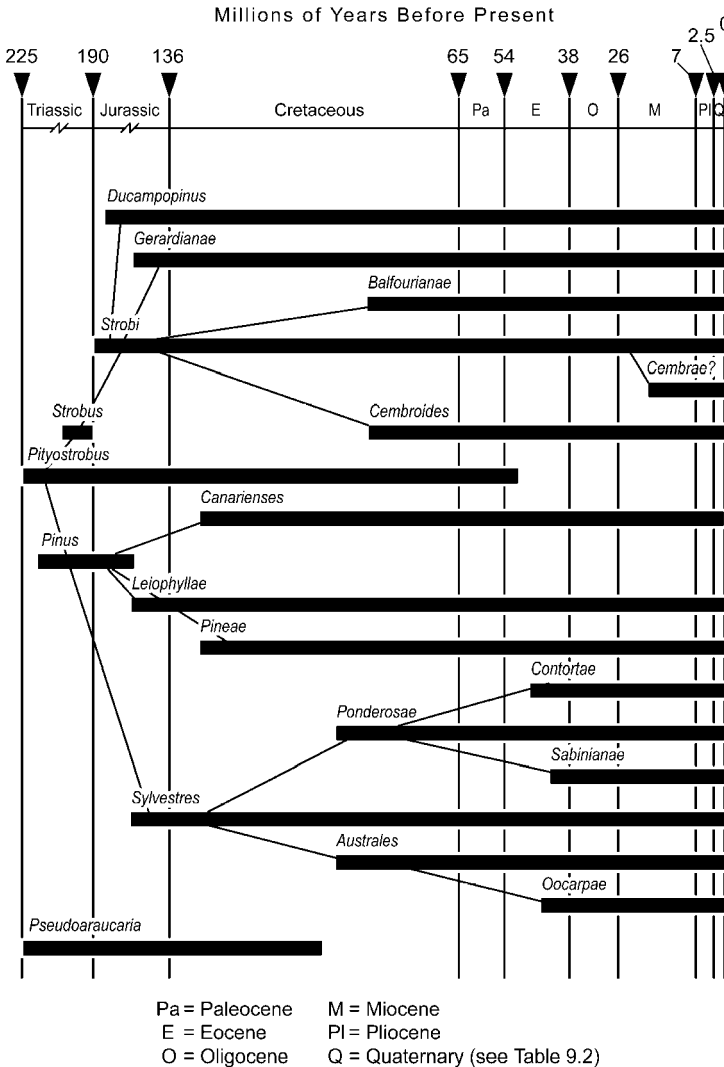 Millions of Years Before Present
0
2.5
225 190 136 65 54 38 26 7
Triassic Jurassic Cretaceous Pa E O M Pl Q
Ducampopinus
Gerardianae
Balfourianae
Strobi
Cembrae?
Strobus
Cembroides
Pityostrobus
Canarienses
Pinus
Leiophyllae
Pineae
Contortae
Ponderosae
Sabinianae
Sylvestres
Australes
Oocarpae
Pseudoaraucaria
Pa = Paleocene M = Miocene
E = Eocene Pl = Pliocene
O = Oligocene Q = Quaternary (see Table 9.2)